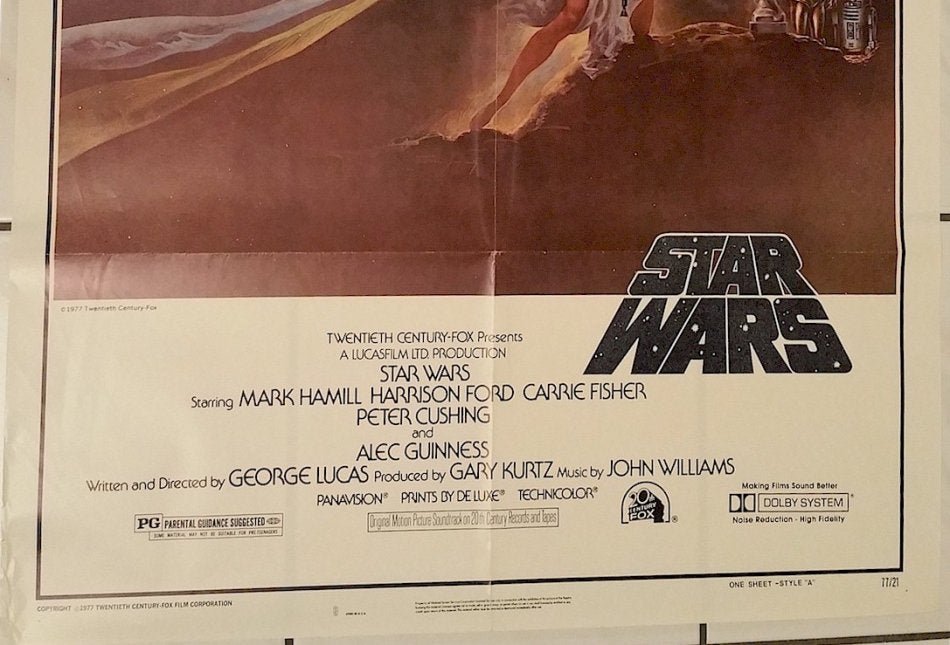 STAR
WARS
© 1977 Twentieth Century-Fox
TWENTIETH CENTURY-FOX Presents
A LUCASFILM LTD. PRODUCTION
STAR WARS
Starring MARK HAMILL HARRISON FORD CARRIE FISHER
PETER CUSHING
and
ALEC GUINNESS
Written and Directed by GEORGE LUCAS Produced by GARY KURTZ Music by JOHN WILLIAMS
PANAVISION® PRINTS BY DE LUXE® TECHNICOLOR®
Making Films Sound Better
DOLBY SYSTEM®
Noise Reduction - High Fidelity
20th
CENTURY
FOX ®
PG PARENTAL GUIDANCE SUGGESTED
SOME MATERIAL MAY NOT BE SUITABLE FOR PRETEENAGERS
Original Motion Picture Soundtrack on 20th Century Records and Tapes
ONE SHEET - STYLE "A" 77/21
COPYRIGHT © 1977 TWENTIETH CENTURY-FOX FILM CORPORATION